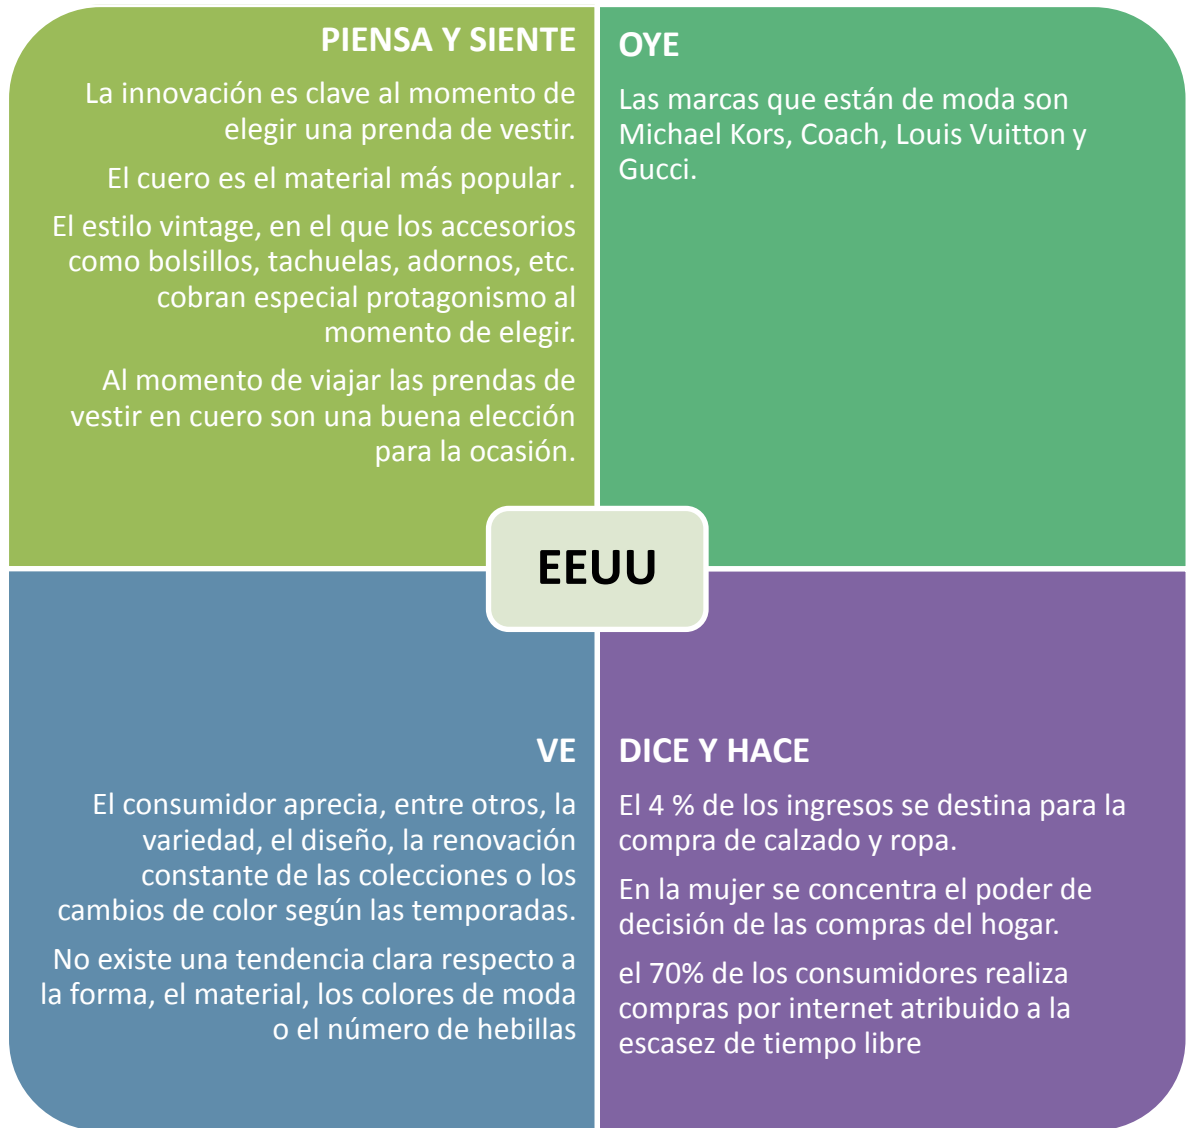 PIENSA Y SIENTE
La innovación es clave al momento de
elegir una prenda de vestir.
El cuero es el material más popular .
El estilo vintage, en el que los accesorios
como bolsillos, tachuelas, adornos, etc.
cobran especial protagonismo al
momento de elegir.
Al momento de viajar las prendas de
vestir en cuero son una buena elección
para la ocasión.
OYE
Las marcas que están de moda son
Michael Kors, Coach, Louis Vuitton y
Gucci.
EEUU
VE
El consumidor aprecia, entre otros, la
variedad, el diseño, la renovación
constante de las colecciones o los
cambios de color según las temporadas.
No existe una tendencia clara respecto a
la forma, el material, los colores de moda
o el número de hebillas
DICE Y HACE
El 4 % de los ingresos se destina para la
compra de calzado y ropa.
En la mujer se concentra el poder de
decisión de las compras del hogar.
el 70% de los consumidores realiza
compras por internet atribuido a la
escasez de tiempo libre